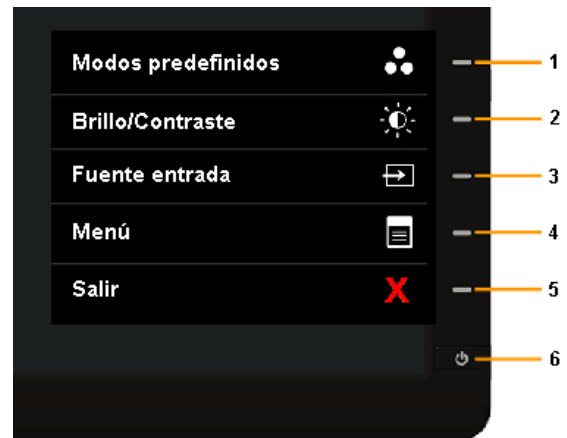 Modos predefinidos 1
Brillo/Contraste 2
Fuente entrada 3
Menú 4
Salir X 5
6